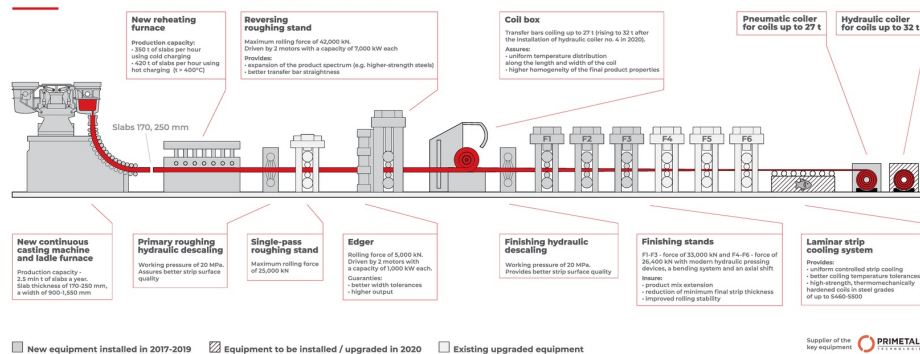 New reheating
furnace
Production capacity:
• 350 t of slabs per hour
using cold charging
• 420 t of slabs per hour using
hot charging (t > 400°C)
Reversing
roughing stand
Maximum rolling force of 42,000 kN.
Driven by 2 motors with a capacity of 7,000 kW each
Provides:
• expansion of the product spectrum (e.g. higher-strength steels)
• better transfer bar straightness
Coil box
Transfer bars coiling up to 27 t (rising to 32 t after
the installation of hydraulic coiler no. 4 in 2020).
Assures:
• uniform temperature distribution
along the length and width of the coil
• higher homogeneity of the final product properties
Pneumatic coiler
for coils up to 27 t
Hydraulic coiler
for coils up to 32 t
Slabs 170, 250 mm
F1
F2
F3
F4
F5
F6
New continuous
casting machine
and ladle furnace
Production capacity -
2.5 mln t of slabs a year.
Slab thickness of 170-250 mm,
a width of 900-1,550 mm
Primary roughing
hydraulic descaling
Working pressure of 20 MPa.
Assures better strip surface
quality
Single-pass
roughing stand
Maximum rolling force
of 25,000 kN
Edger
Rolling force of 5,000 kN.
Driven by 2 motors with
a capacity of 1,000 kW each.
Guaranties:
• better width tolerances
• higher output
Finishing hydraulic
descaling
Working pressure of 20 MPa.
Provides better strip surface quality
Finishing stands
F1-F3 - force of 33,000 kN and F4-F6 - force of
26,400 kN with modern hydraulic pressing
devices, a bending system and an axial shift
Insure:
• product mix extension
• reduction of minimum final strip thickness
• improved rolling stability
Laminar strip
cooling system
Provides:
• uniform controlled strip cooling
• better coiling temperature tolerances
• high-strength, thermomechanically
hardened coils in steel grades
of up to S460-S500
New equipment installed in 2017-2019
Equipment to be installed / upgraded in 2020
Existing upgraded equipment
Supplier of the
key equipment
PRIMETAL
TECHNOLOGIE